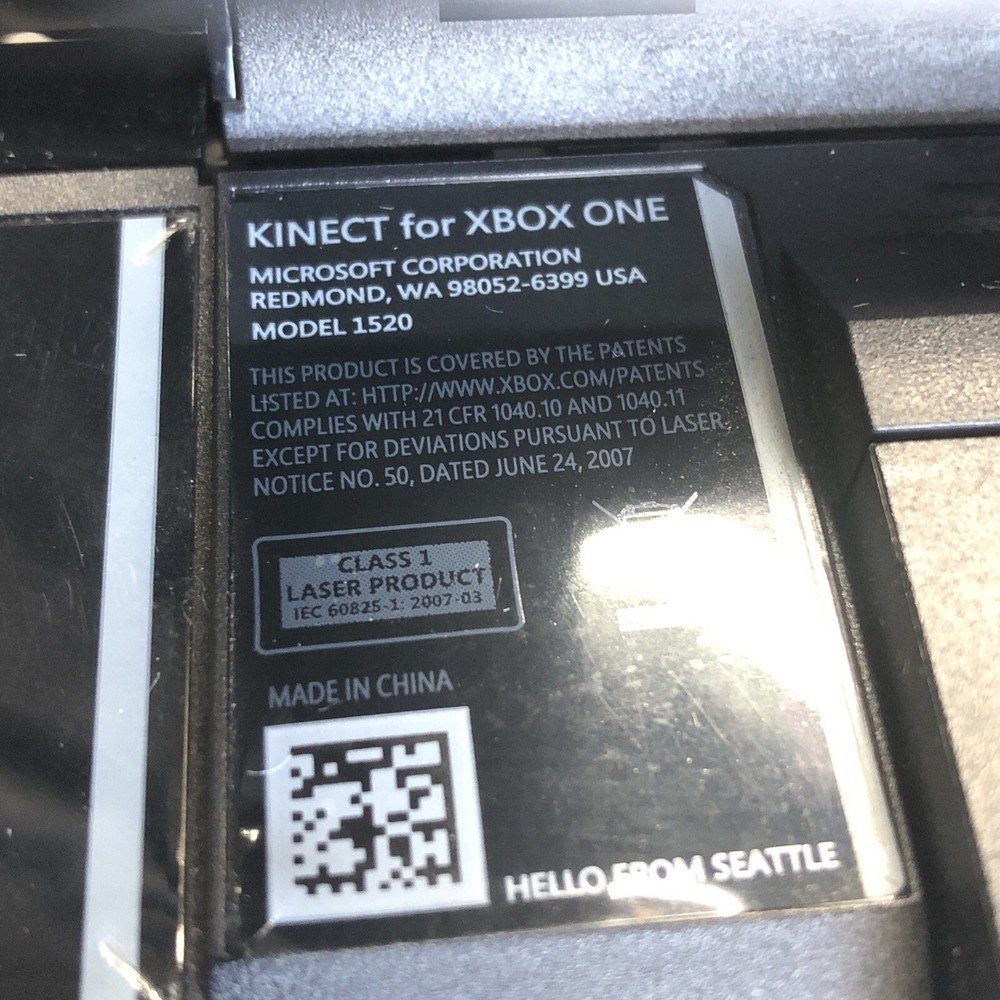 KINECT for XBOX ONE
MICROSOFT CORPORATION
REDMOND, WA 98052-6399 USA
MODEL 1520
THIS PRODUCT IS COVERED BY THE PATENTS
LISTED AT: HTTP://WWW.XBOX.COM/PATENTS
COMPLIES WITH 21 CFR 1040.10 AND 1040.11
EXCEPT FOR DEVIATIONS PURSUANT TO LASER
NOTICE NO. 50, DATED JUNE 24, 2007
CLASS 1
LASER PRODUCT
IEC 60825-1: 2007-03
MADE IN CHINA
HELLO FROM SEATTLE